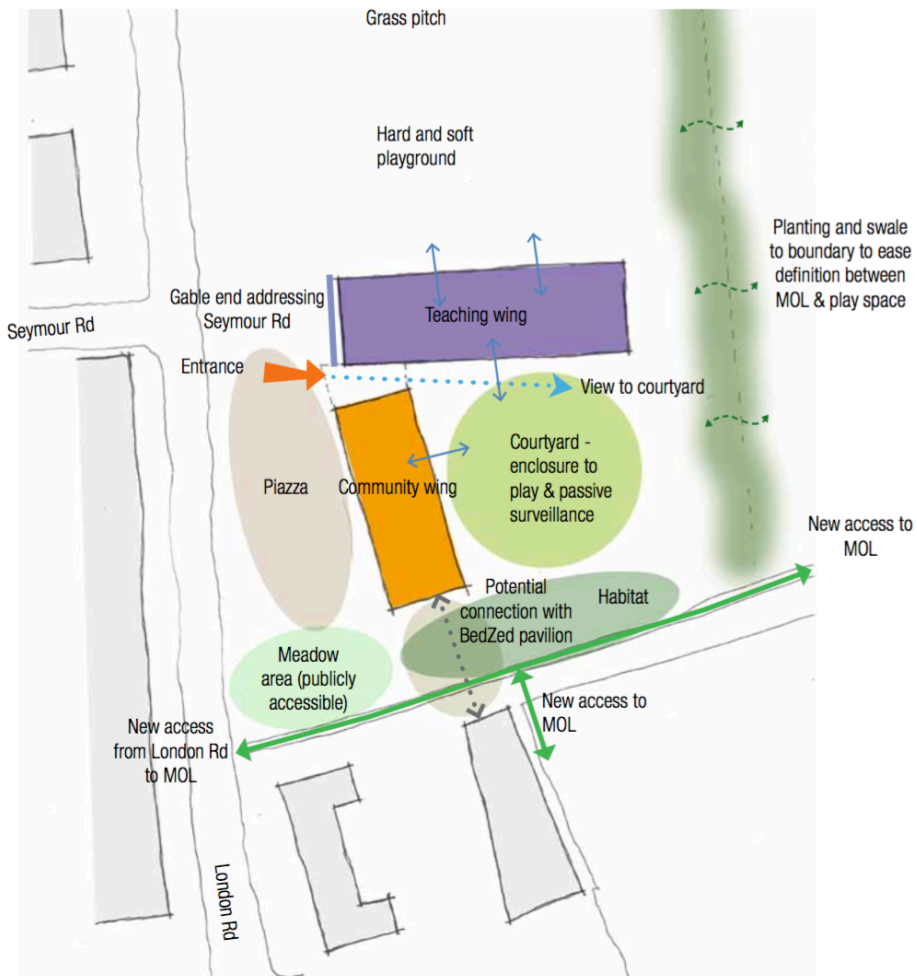 Grass pitch
Hard and soft
playground
Planting and swale
to boundary to ease
definition between
MOL & play space
Gable end addressing
Seymour Rd
Seymour Rd
Teaching wing
Entrance
View to courtyard
Courtyard -
enclosure to
play & passive
surveillance
Piazza
Community wing
New access to
MOL
Potential
connection with
BedZed pavilion
Habitat
Meadow
area (publicly
accessible)
New access to
MOL
New access
from London Rd
to MOL
London Rd